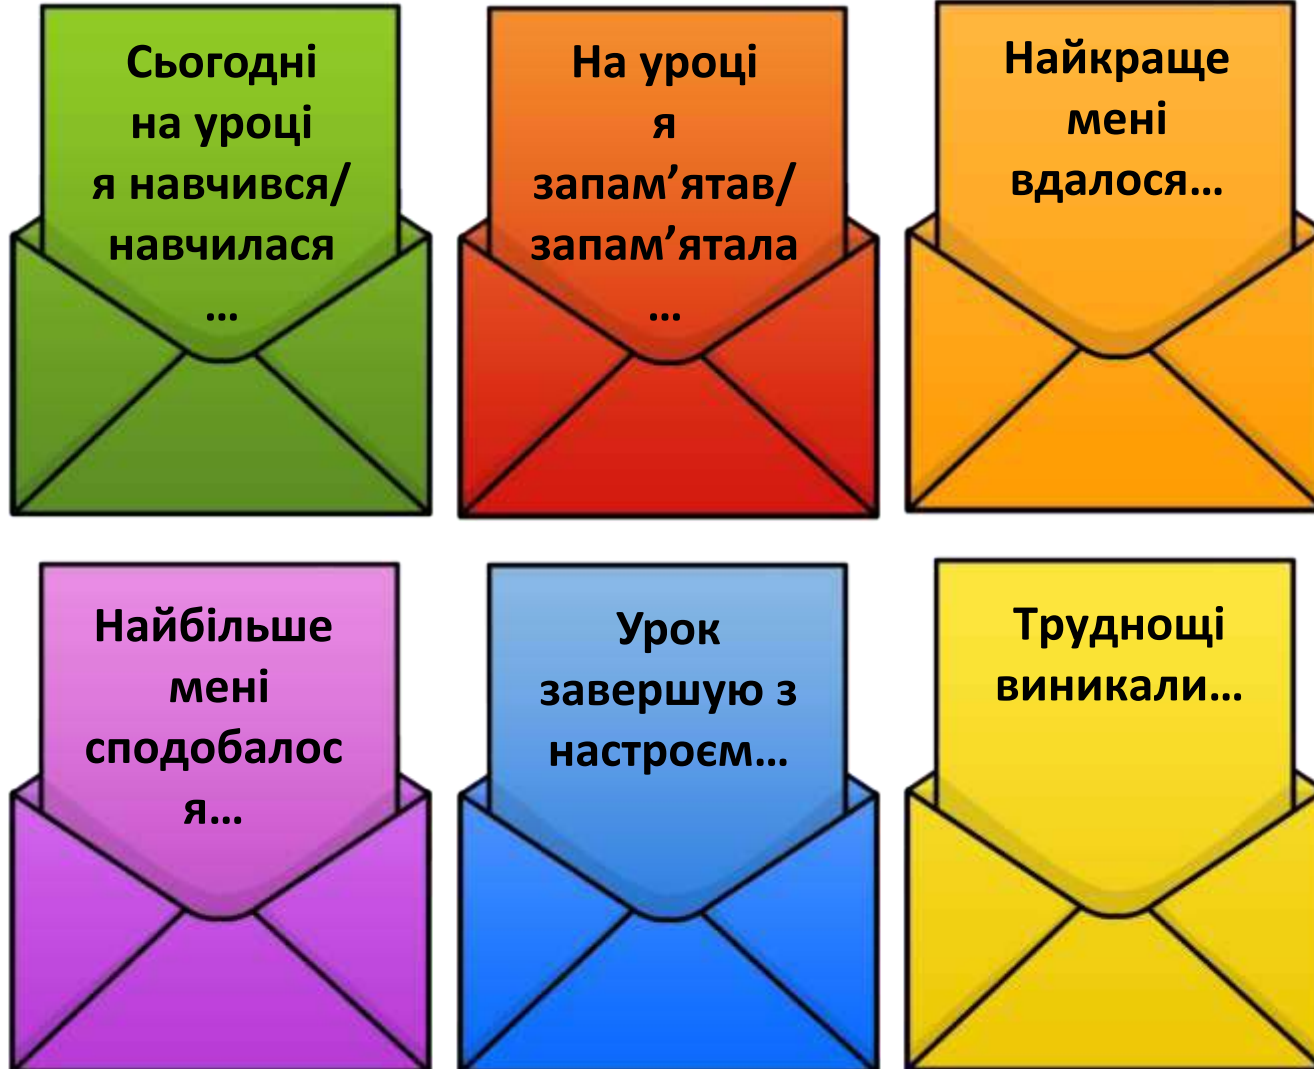 Сьогодні
на уроці
я навчився/
навчилася
...
На уроці
я
запам’ятав/
запам’ятала
...
Найкраще
мені
вдалося...
Найбільше
мені
сподобалос
я...
Урок
завершую з
настроєм...
Труднощі
виникали...